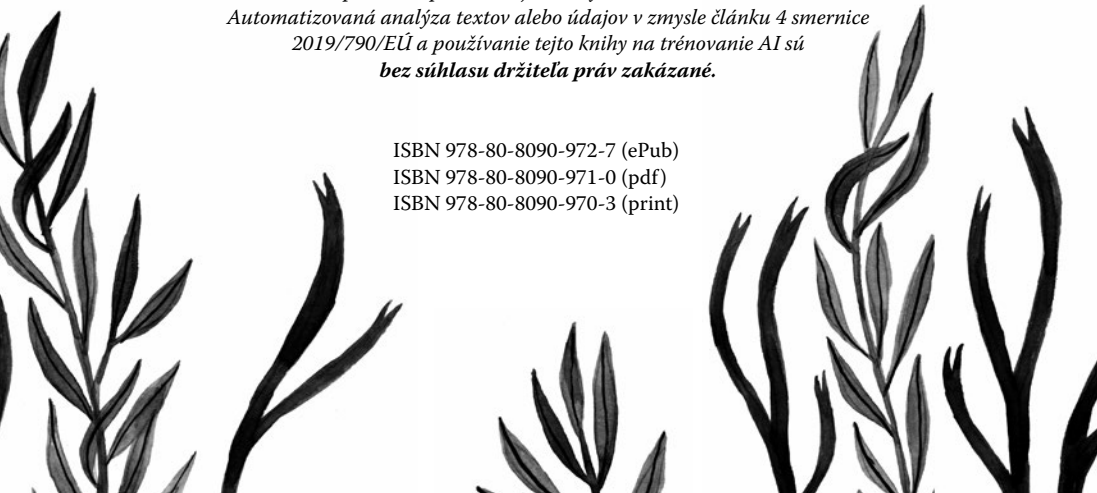 Automatizovaná analýza textov alebo údajov v zmysle článku 4 smernice
2019/790/EÚ a používanie tejto knihy na trénovanie AI sú
bez súhlasu držiteľa práv zakázané.
ISBN 978-80-8090-972-7 (ePub)
ISBN 978-80-8090-971-0 (pdf)
ISBN 978-80-8090-970-3 (print)